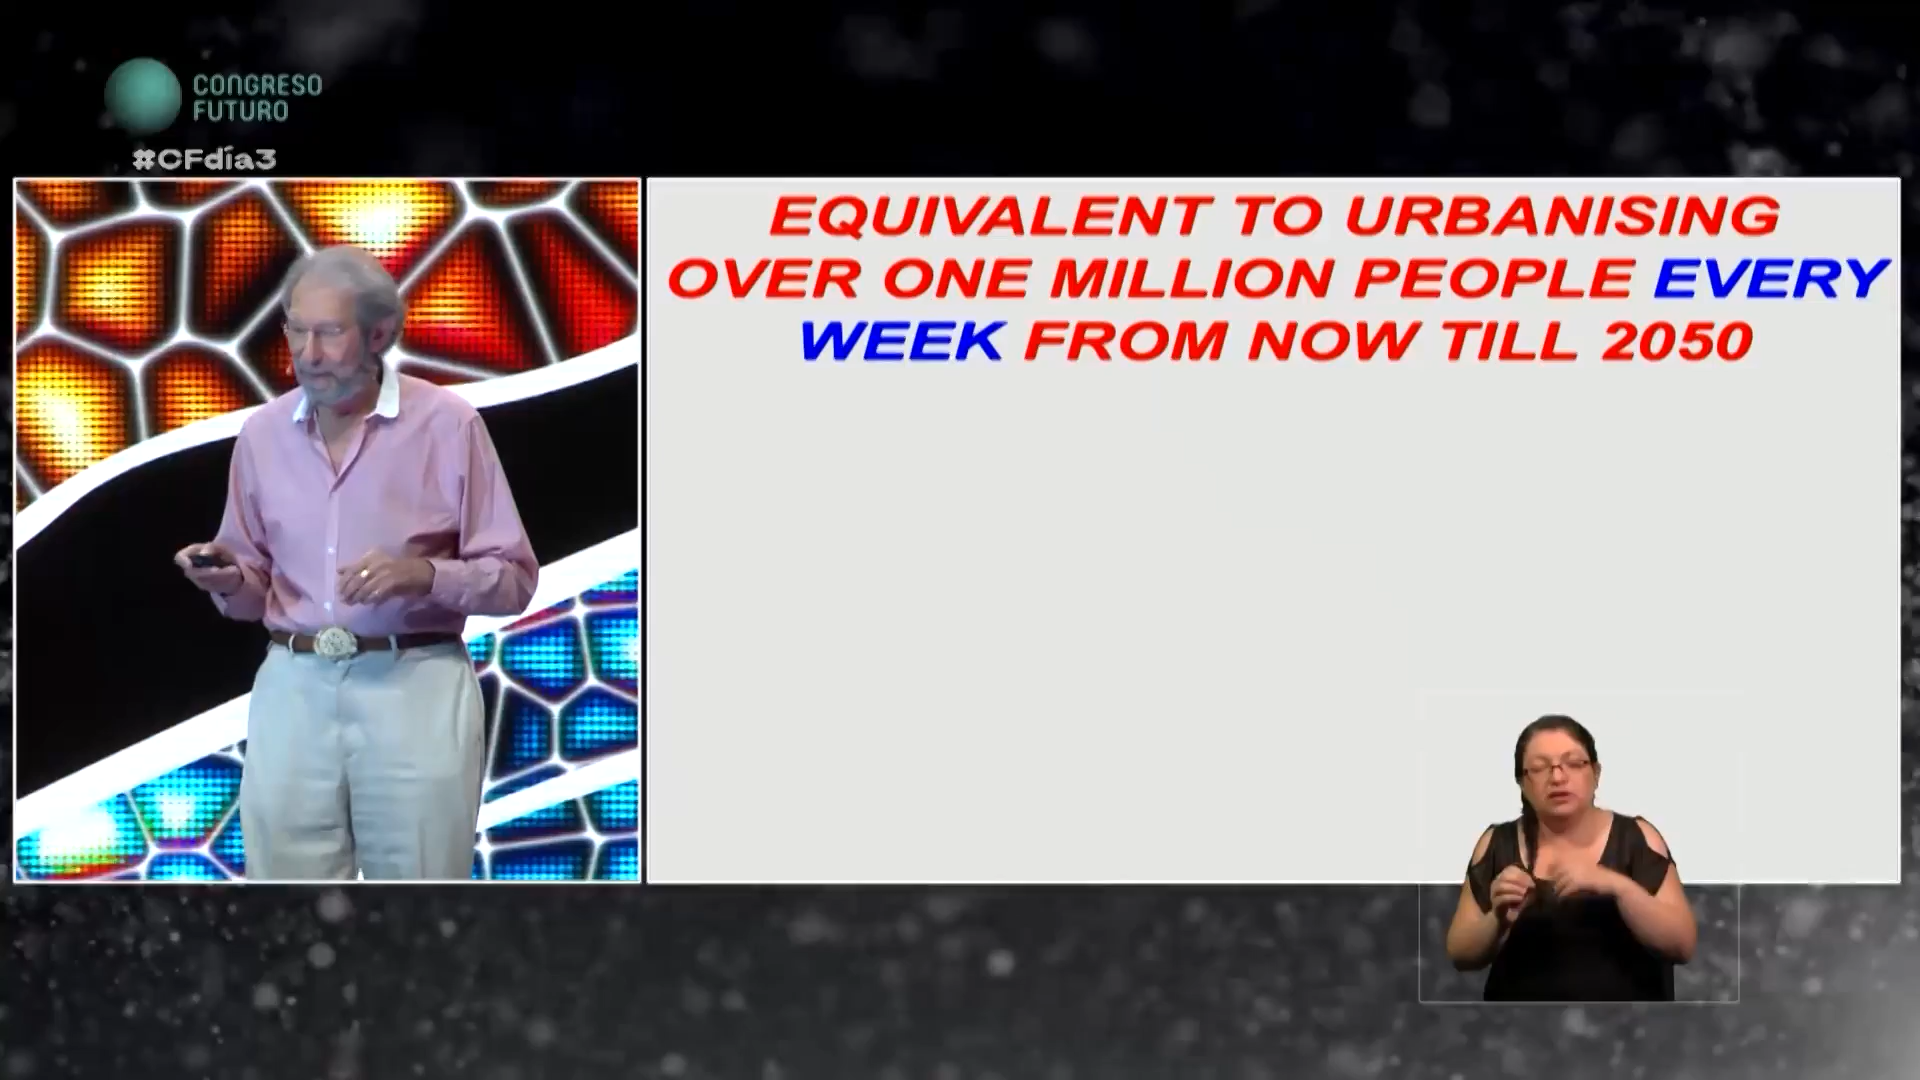 CONGRESO
FUTURO
#CFdía3
EQUIVALENT TO URBANISING
OVER ONE MILLION PEOPLE EVERY
WEEK FROM NOW TILL 2050